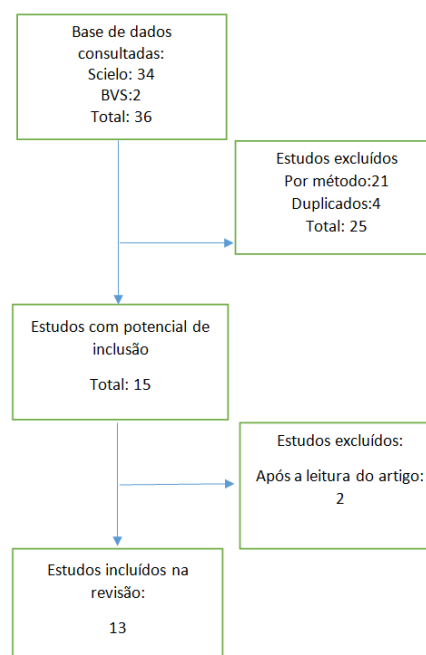 Base de dados
consultadas:
Scielo: 34
BVS:2
Total: 36
Estudos excluídos
Por método:21
Duplicados:4
Total: 25
Estudos com potencial de
inclusão
Total: 15
Estudos excluídos:
Após a leitura do artigo:
2
Estudos incluídos na
revisão:
13